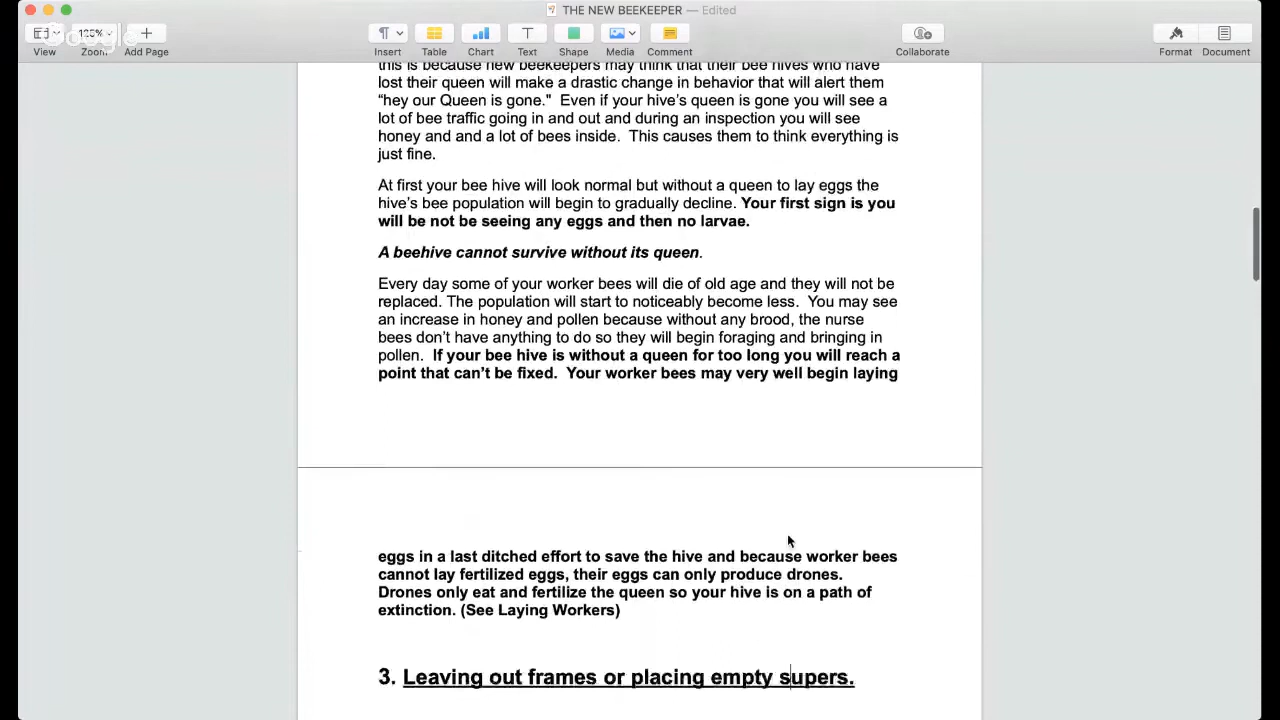 THE NEW BEEKEEPER — Edited
Google
125%
View Zoom Add Page Insert Table Chart Text Shape Media Comment Collaborate Format Document
this is because new beekeepers may think that their bee hives who have
lost their queen will make a drastic change in behavior that will alert them
“hey our Queen is gone."  Even if your hive’s queen is gone you will see a
lot of bee traffic going in and out and during an inspection you will see
honey and and a lot of bees inside.  This causes them to think everything is
just fine.
At first your bee hive will look normal but without a queen to lay eggs the
hive’s bee population will begin to gradually decline. Your first sign is you
will be not be seeing any eggs and then no larvae.
A beehive cannot survive without its queen.
Every day some of your worker bees will die of old age and they will not be
replaced. The population will start to noticeably become less.  You may see
an increase in honey and pollen because without any brood, the nurse
bees don’t have anything to do so they will begin foraging and bringing in
pollen.  If your bee hive is without a queen for too long you will reach a
point that can’t be fixed.  Your worker bees may very well begin laying
eggs in a last ditched effort to save the hive and because worker bees
cannot lay fertilized eggs, their eggs can only produce drones.
Drones only eat and fertilize the queen so your hive is on a path of
extinction. (See Laying Workers)
3. Leaving out frames or placing empty supers.